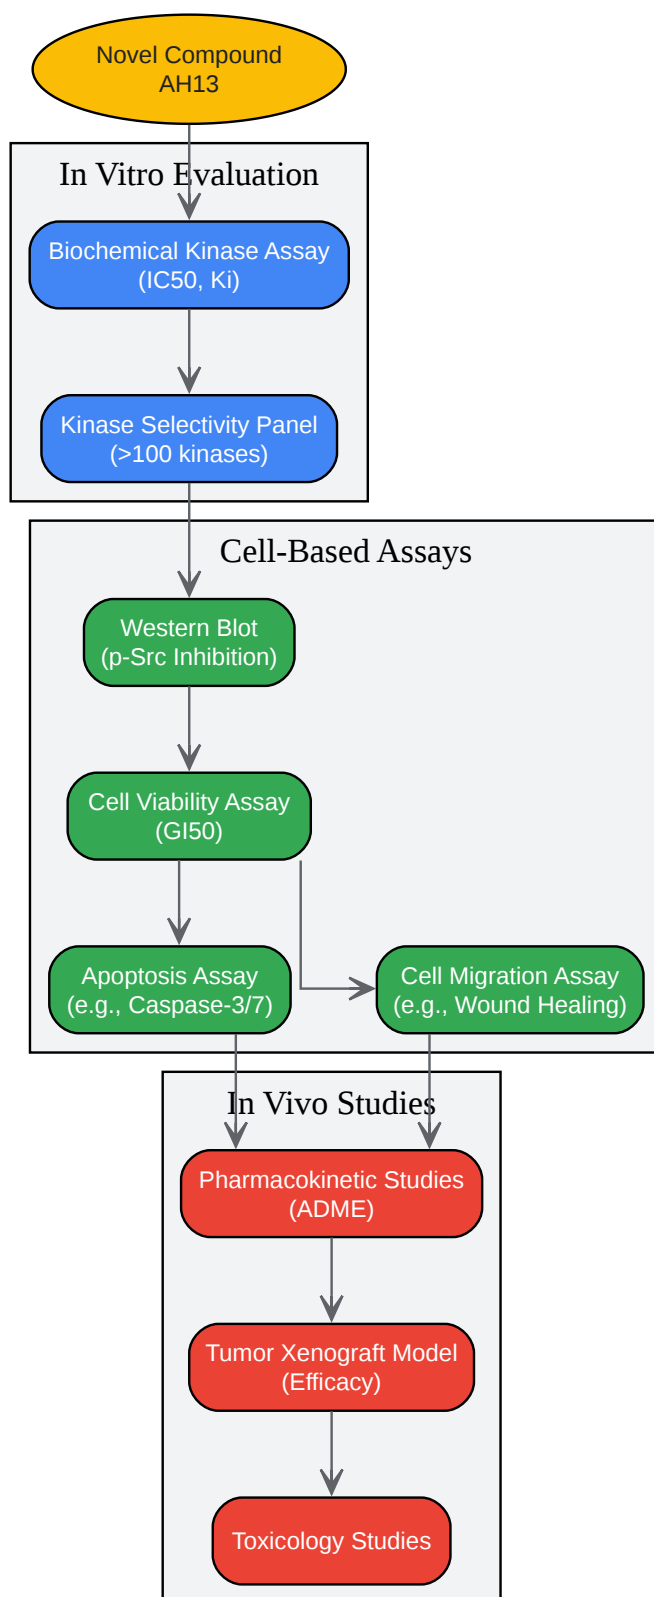 Novel Compound
AH13
In Vitro Evaluation
Biochemical Kinase Assay
(IC50, Ki)
Kinase Selectivity Panel
(>100 kinases)
Cell-Based Assays
Western Blot
(p-Src Inhibition)
Cell Viability Assay
(GI50)
Apoptosis Assay
(e.g., Caspase-3/7)
Cell Migration Assay
(e.g., Wound Healing)
In Vivo Studies
Pharmacokinetic Studies
(ADME)
Tumor Xenograft Model
(Efficacy)
Toxicology Studies